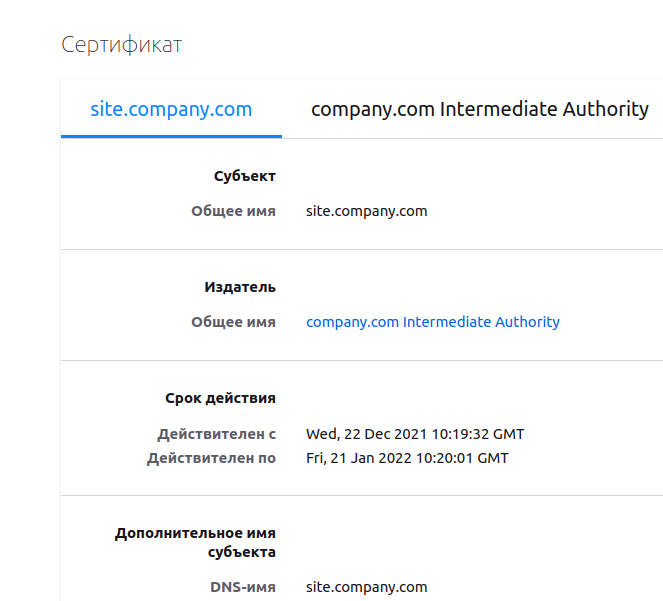 Сертификат
site.company.com company.com Intermediate Authority
Субъект
Общее имя site.company.com
Издатель
Общее имя company.com Intermediate Authority
Срок действия
Действителен с Wed, 22 Dec 2021 10:19:32 GMT
Действителен по Fri, 21 Jan 2022 10:20:01 GMT
Дополнительное имя
субъекта
DNS-имя site.company.com